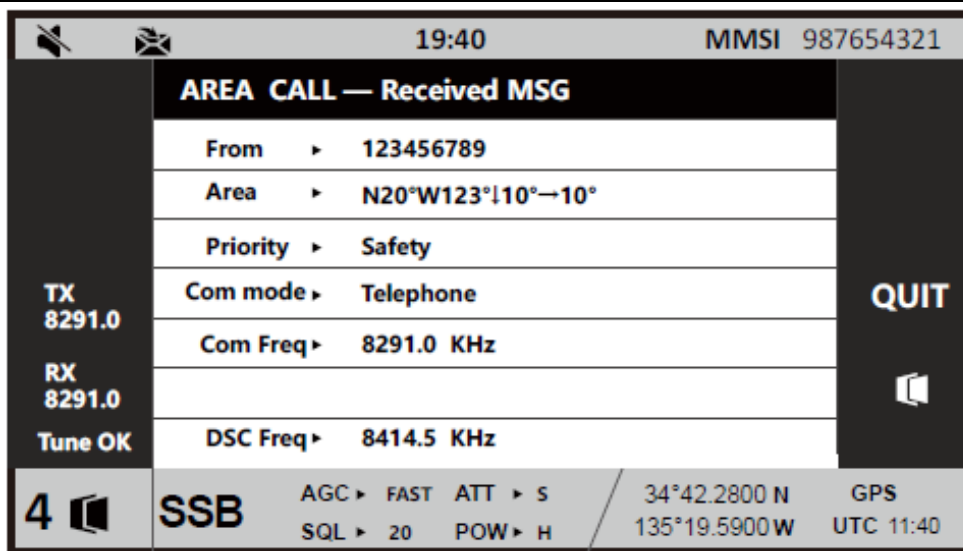 19:40 MMSI 987654321
AREA CALL — Received MSG
From ▸ 123456789
Area ▸ N20°W123°↓10°→10°
Priority ▸ Safety
Com mode ▸ Telephone
Com Freq ▸ 8291.0 KHz
DSC Freq ▸ 8414.5 KHz
TX
8291.0
RX
8291.0
Tune OK
QUIT
4 SSB
AGC ▸ FAST ATT ▸ S
SQL ▸ 20 POW ▸ H
34°42.2800 N
135°19.5900 W
GPS
UTC 11:40